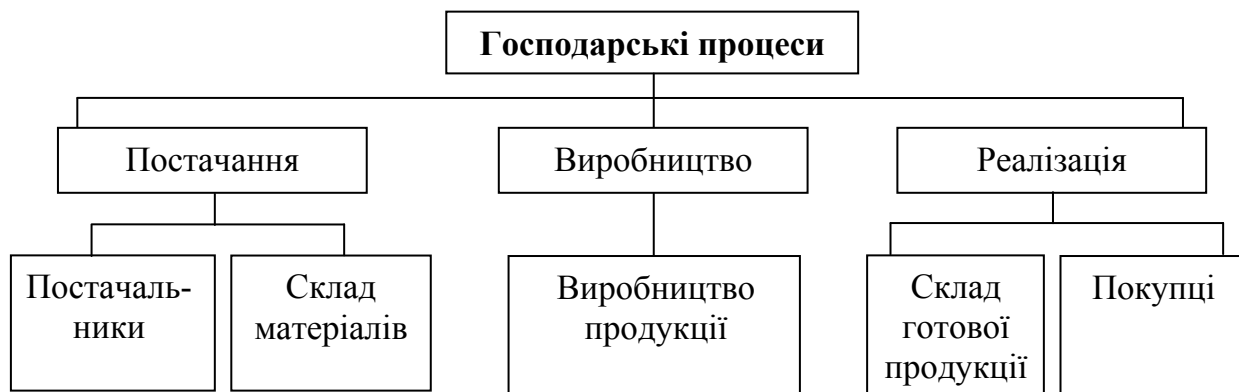 Господарські процеси
Постачання
Виробництво
Реалізація
Постачаль-
ники
Склад
матеріалів
Виробництво
продукції
Склад
готової
продукції
Покупці